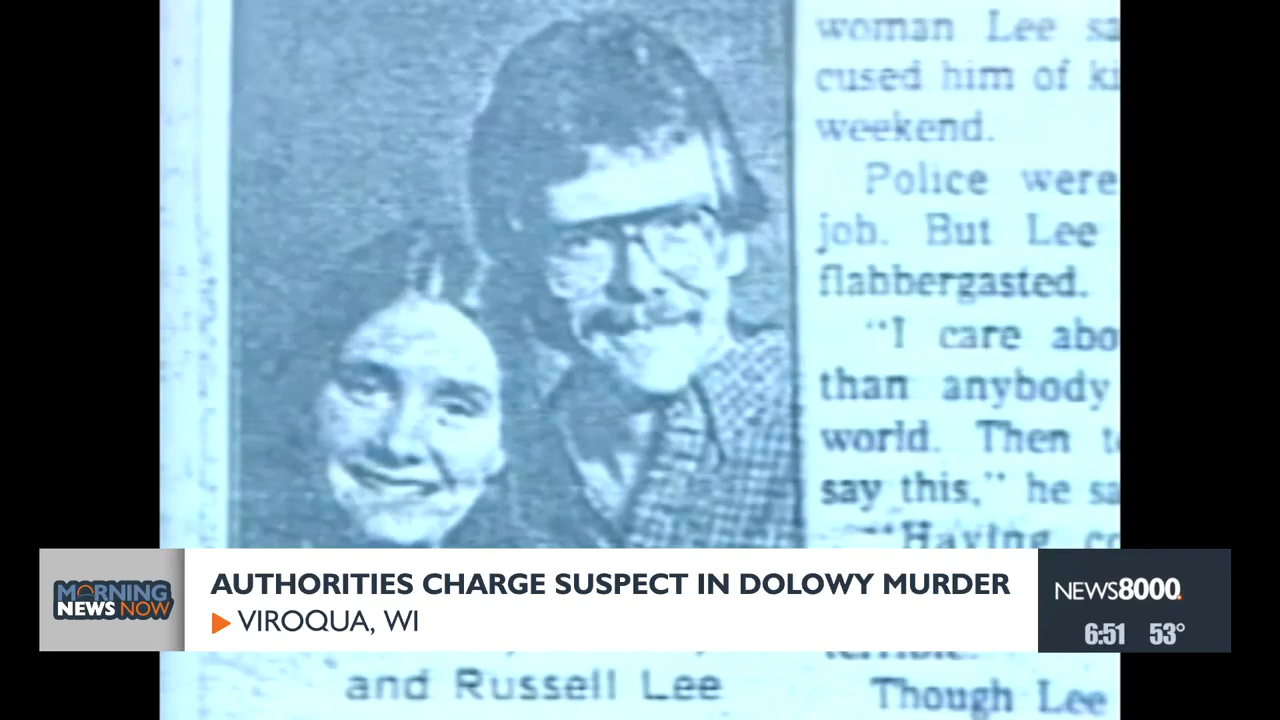 woman Lee sa
cused him of ki
weekend.
Police were
job. But Lee
flabbergasted.
"I care abo
than anybody
world. Then t
say this," he sa
"Having co
MORNING
NEWS NOW
AUTHORITIES CHARGE SUSPECT IN DOLOWY MURDER
VIROQUA, WI
NEWS8000.
6:51 53°
and Russell Lee
Though Lee